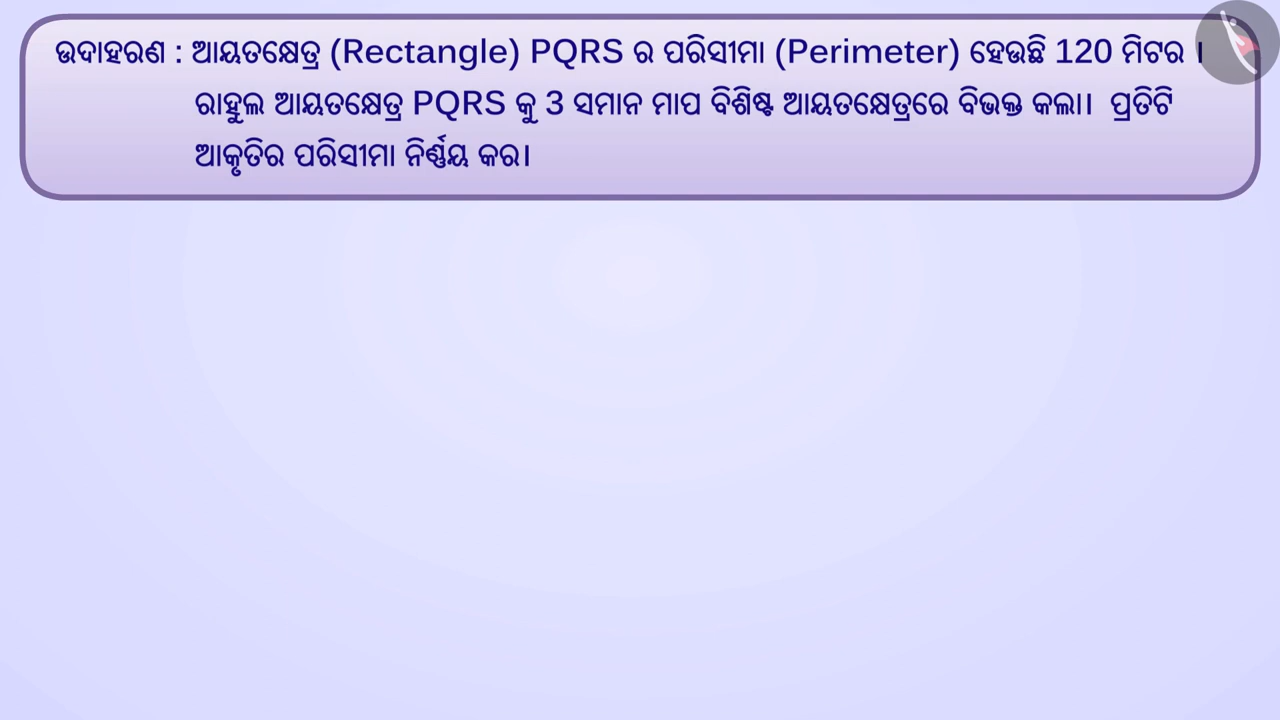 ଉଦାହରଣ : ଆୟତକ୍ଷେତ୍ର (Rectangle) PQRS ର ପରିସୀମା (Perimeter) ହେଉଛି 120 ମିଟର ।
ରାହୁଲ ଆୟତକ୍ଷେତ୍ର PQRS କୁ 3 ସମାନ ମାପ ବିଶିଷ୍ଟ ଆୟତକ୍ଷେତ୍ରରେ ବିଭକ୍ତ କଲା। ପ୍ରତିଟି
ଆକୃତିର ପରିସୀମା ନିର୍ଣ୍ଣୟ କର।